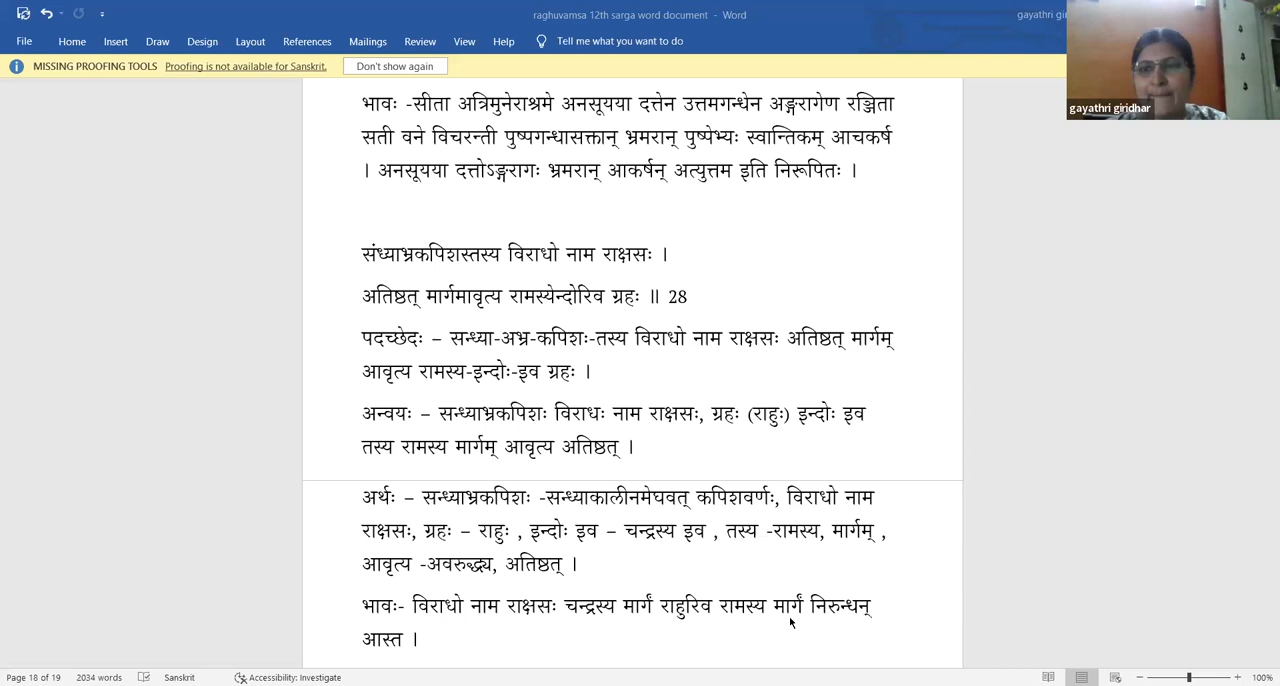 raghuvamsa 12th sarga word document - Word
gayathri gi
File Home Insert Draw Design Layout References Mailings Review View Help Tell me what you want to do
MISSING PROOFING TOOLS Proofing is not available for Sanskrit. Don't show again
gayathri giridhar
भावः -सीता अत्रिमुनेराश्रमे अनसूयया दत्तेन उत्तमगन्धेन अङ्गरागेण रञ्जिता
सती वने विचरन्ती पुष्पगन्धासक्तान् भ्रमरान् पुष्पेभ्यः स्वान्तिकम् आचकर्ष
। अनसूयया दत्तोऽङ्गरागः भ्रमरान् आकर्षन् अत्युत्तम इति निरूपितः ।
संध्याभ्रकपिशस्तस्य विराधो नाम राक्षसः ।
अतिष्ठत् मार्गमावृत्य रामस्येन्दोरिव ग्रहः ॥ 28
पदच्छेदः – सन्ध्या-अभ्र-कपिशः-तस्य विराधो नाम राक्षसः अतिष्ठत् मार्गम्
आवृत्य रामस्य-इन्दोः-इव ग्रहः ।
अन्वयः – सन्ध्याभ्रकपिशः विराधः नाम राक्षसः, ग्रहः (राहुः) इन्दोः इव
तस्य रामस्य मार्गम् आवृत्य अतिष्ठत् ।
अर्थः – सन्ध्याभ्रकपिशः -सन्ध्याकालीनमेघवत् कपिशवर्णः, विराधो नाम
राक्षसः, ग्रहः – राहुः , इन्दोः इव – चन्द्रस्य इव , तस्य -रामस्य, मार्गम् ,
आवृत्य -अवरुद्ध्य, अतिष्ठत् ।
भावः- विराधो नाम राक्षसः चन्द्रस्य मार्गं राहुरिव रामस्य मार्गं निरुन्धन्
आस्त ।
Page 18 of 19 2034 words Sanskrit Accessibility: Investigate 100%